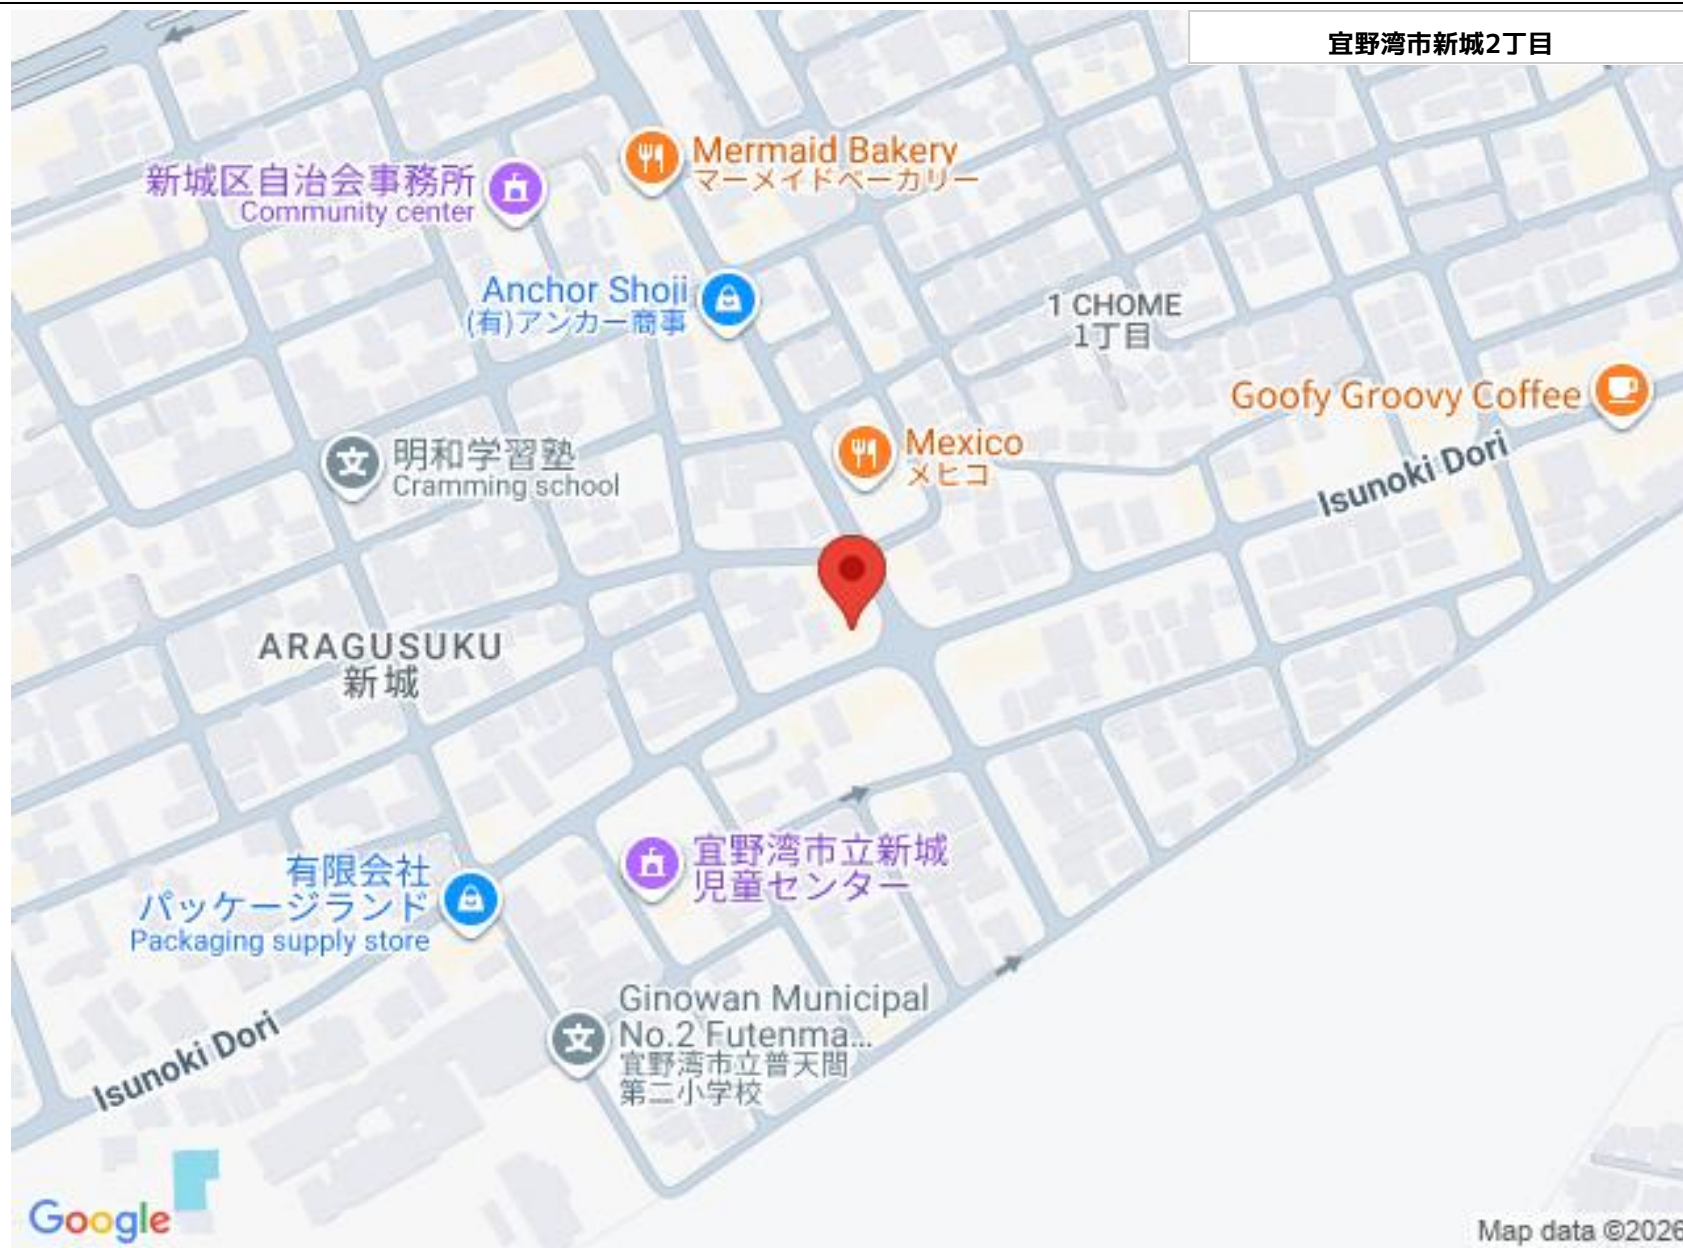 宜野湾市新城2丁目
Mermaid Bakery
マーメイドベーカリー
新城区自治会事務所
Community center
Anchor Shoji
(有)アンカー商事
1 CHOME
1丁目
Goofy Groovy Coffee
Mexico
メヒコ
明和学習塾
Cramming school
Isunoki Dori
ARAGUSUKU
新城
宜野湾市立新城
児童センター
有限会社
パッケージランド
Packaging supply store
Ginowan Municipal
No.2 Futenma...
宜野湾市立普天間
第二小学校
Isunoki Dori
Google
Map data ©2026